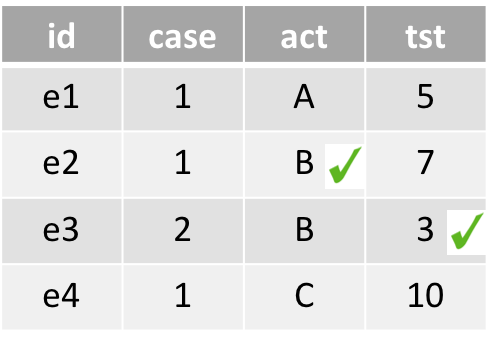 id case act tst
e1 1 A 5
e2 1 B 7
e3 2 B 3
e4 1 C 10